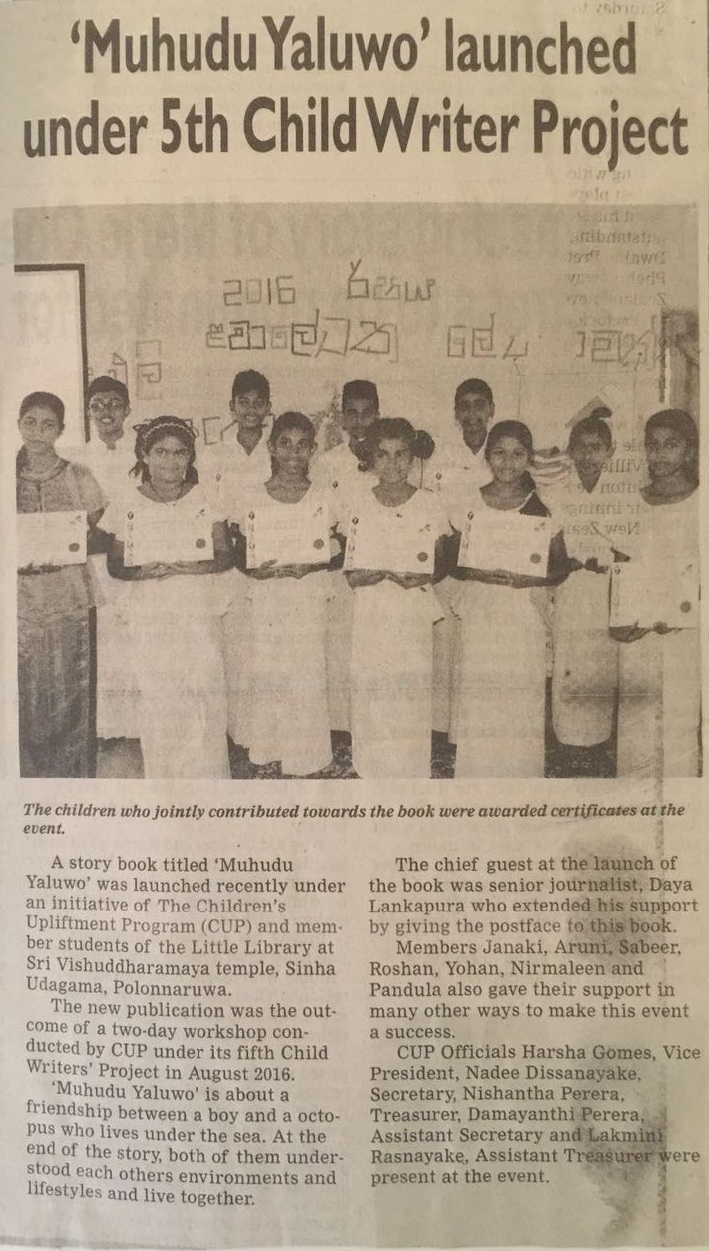 'Muhudu Yaluwo' launched
under 5th Child Writer Project
2016
The children who jointly contributed towards the book were awarded certificates at the
event.
A story book titled 'Muhudu
Yaluwo' was launched recently under
an initiative of The Children's
Upliftment Program (CUP) and mem-
ber students of the Little Library at
Sri Vishuddharamaya temple, Sinha
Udagama, Polonnaruwa.
The new publication was the out-
come of a two-day workshop con-
ducted by CUP under its fifth Child
Writers' Project in August 2016.
'Muhudu Yaluwo' is about a
friendship between a boy and a octo-
pus who lives under the sea. At the
end of the story, both of them under-
stood each others environments and
lifestyles and live together.
The chief guest at the launch of
the book was senior journalist, Daya
Lankapura who extended his support
by giving the postface to this book.
Members Janaki, Aruni, Sabeer,
Roshan, Yohan, Nirmaleen and
Pandula also gave their support in
many other ways to make this event
a success.
CUP Officials Harsha Gomes, Vice
President, Nadee Dissanayake,
Secretary, Nishantha Perera,
Treasurer, Damayanthi Perera,
Assistant Secretary and Lakmini
Rasnayake, Assistant Treasurer were
present at the event.